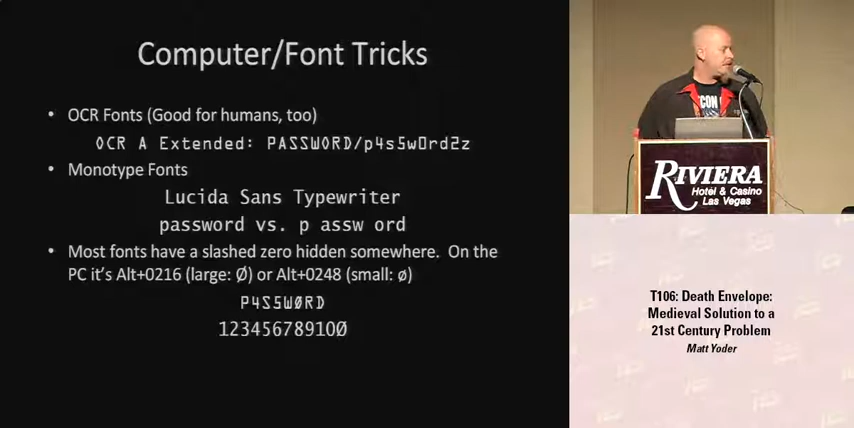 Computer/Font Tricks
• OCR Fonts (Good for humans, too)
OCR A Extended: PASSWORD/p4s5w0rd2z
• Monotype Fonts
Lucida Sans Typewriter
password vs. p assw ord
• Most fonts have a slashed zero hidden somewhere. On the
PC it's Alt+0216 (large: Ø) or Alt+0248 (small: ø)
P4S5WØRD
12345678910Ø
CON
RIVIERA
Hotel & Casino
Las Vegas
T106: Death Envelope:
Medieval Solution to a
21st Century Problem
Matt Yoder